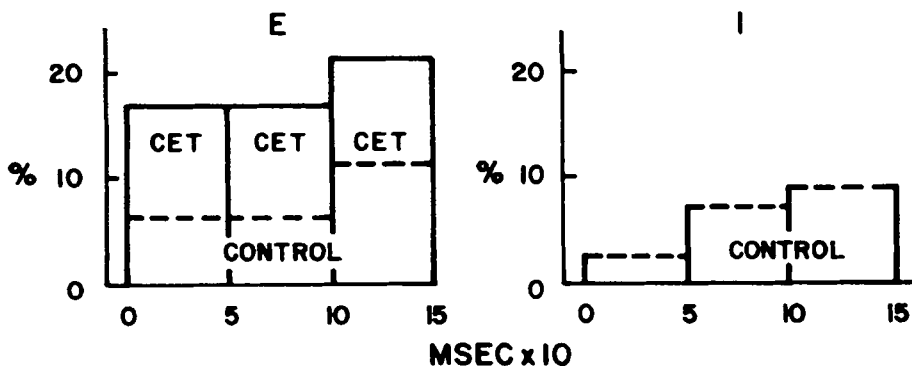 E
I
20
CET CET CET
% 10
CONTROL
0
0 5 10 15
20
% 10
CONTROL
0
0 5 10 15
MSEC x 10